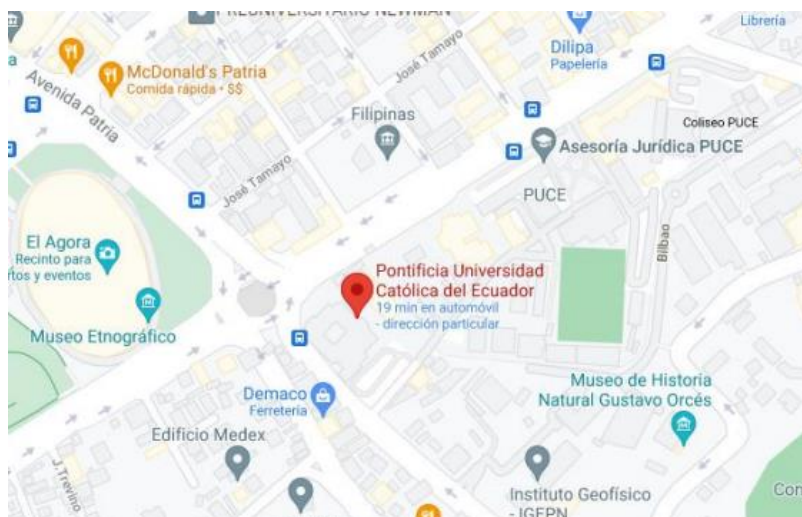 PREUNIVERSITARIO NEWMAN
Librería
Dilipa
Papelería
McDonald's Patria
Comida rápida • $$
José Tamayo
Avenida Patria
Filipinas
Coliseo PUCE
Asesoría Jurídica PUCE
José Tamayo
PUCE
El Agora
Recinto para
tos y eventos
Bilbao
Pontificia Universidad
Católica del Ecuador
19 min en automóvil
- dirección particular
Museo Etnográfico
Museo de Historia
Natural Gustavo Orcés
Demaco
Ferretería
Edificio Medex
J.Trevino
Instituto Geofísico
- IGEPN
Con